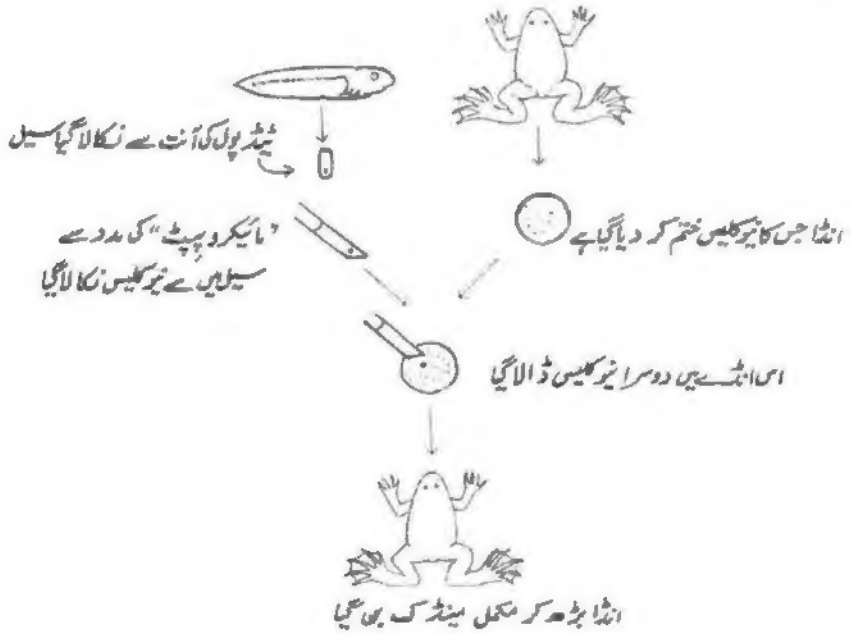 ٹیڈپول کی آنت سے نکالا گیا سیل
انڈا جس کا نیوکلیس ختم کر دیا گیا ہے
"مائیکروپپٹ" کی مدد سے
سیل میں سے نیوکلیس نکالا گیا
اس انڈے میں دوسرا نیوکلیس ڈالا گیا
انڈا بڑھ کر مکمل مینڈک بن گیا